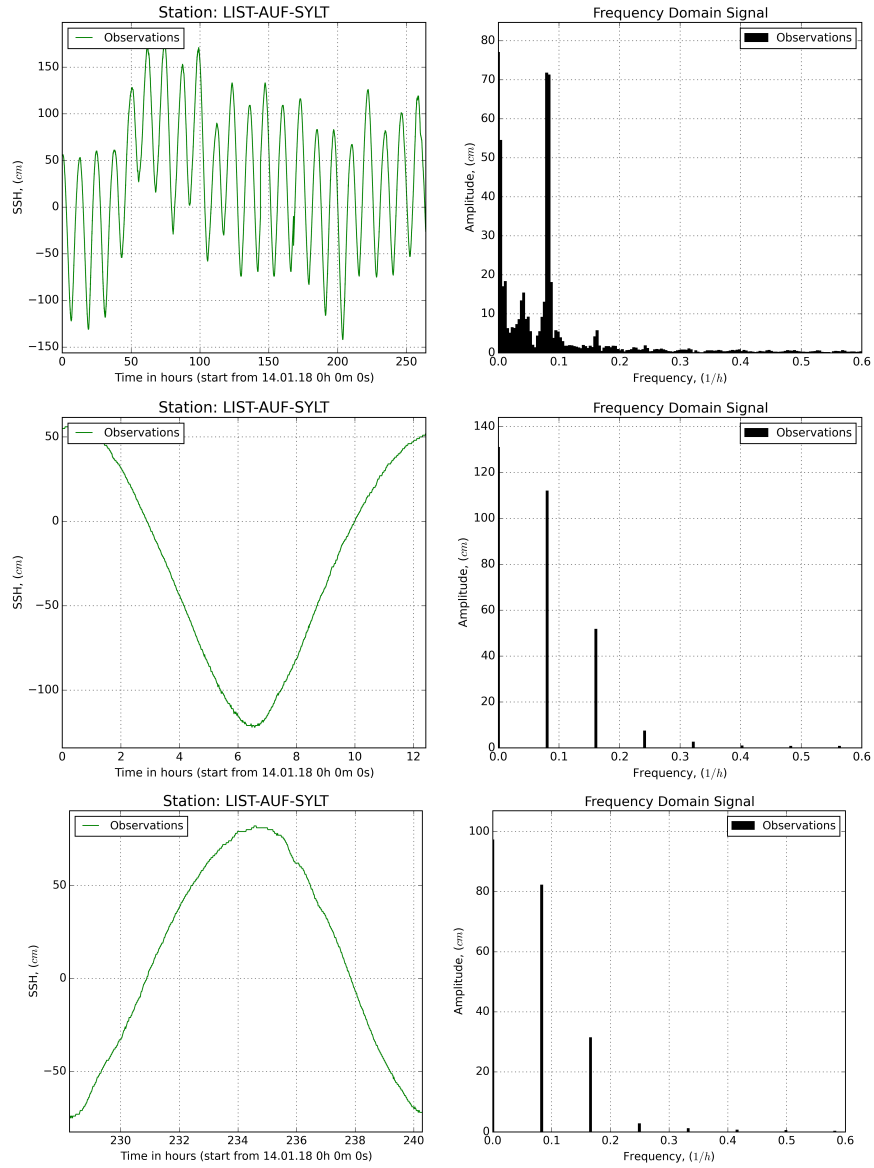 Station: LIST-AUF-SYLT
Observations
150
100
50
0
−50
−100
−150
SSH, (cm)
0 50 100 150 200 250
Time in hours (start from 14.01.18 0h 0m 0s)
Frequency Domain Signal
Observations
80
70
60
50
40
30
20
10
0
Amplitude, (cm)
0.0 0.1 0.2 0.3 0.4 0.5 0.6
Frequency, (1/h)
Station: LIST-AUF-SYLT
Observations
50
0
−50
−100
SSH, (cm)
0 2 4 6 8 10 12
Time in hours (start from 14.01.18 0h 0m 0s)
Frequency Domain Signal
Observations
140
120
100
80
60
40
20
0
Amplitude, (cm)
0.0 0.1 0.2 0.3 0.4 0.5 0.6
Frequency, (1/h)
Station: LIST-AUF-SYLT
Observations
50
0
−50
SSH, (cm)
230 232 234 236 238 240
Time in hours (start from 14.01.18 0h 0m 0s)
Frequency Domain Signal
Observations
100
80
60
40
20
0
Amplitude, (cm)
0.0 0.1 0.2 0.3 0.4 0.5 0.6
Frequency, (1/h)